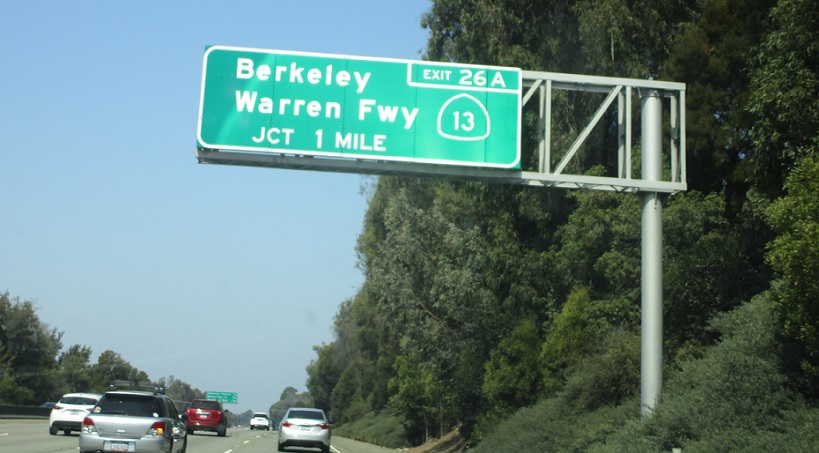 Berkeley
EXIT 26 A
Warren Fwy
13
JCT 1 MILE